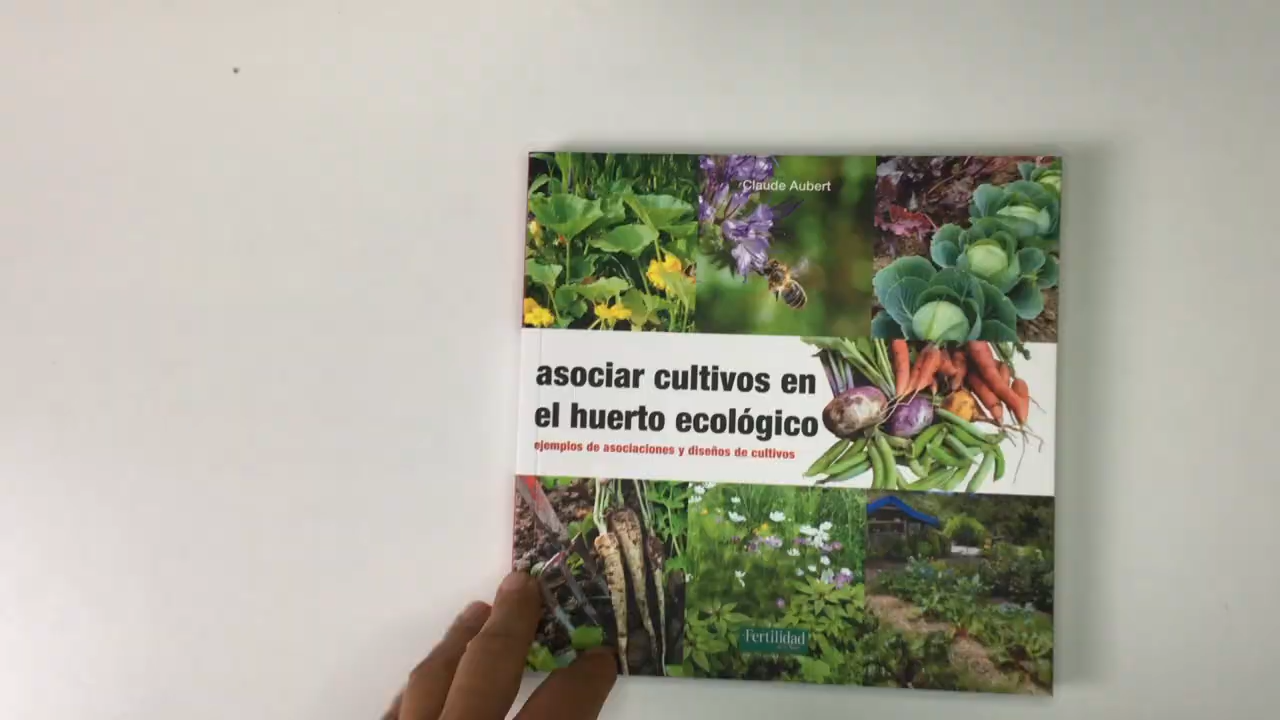 Claude Aubert
asociar cultivos en
el huerto ecológico
ejemplos de asociaciones y diseños de cultivos
Fertilidad